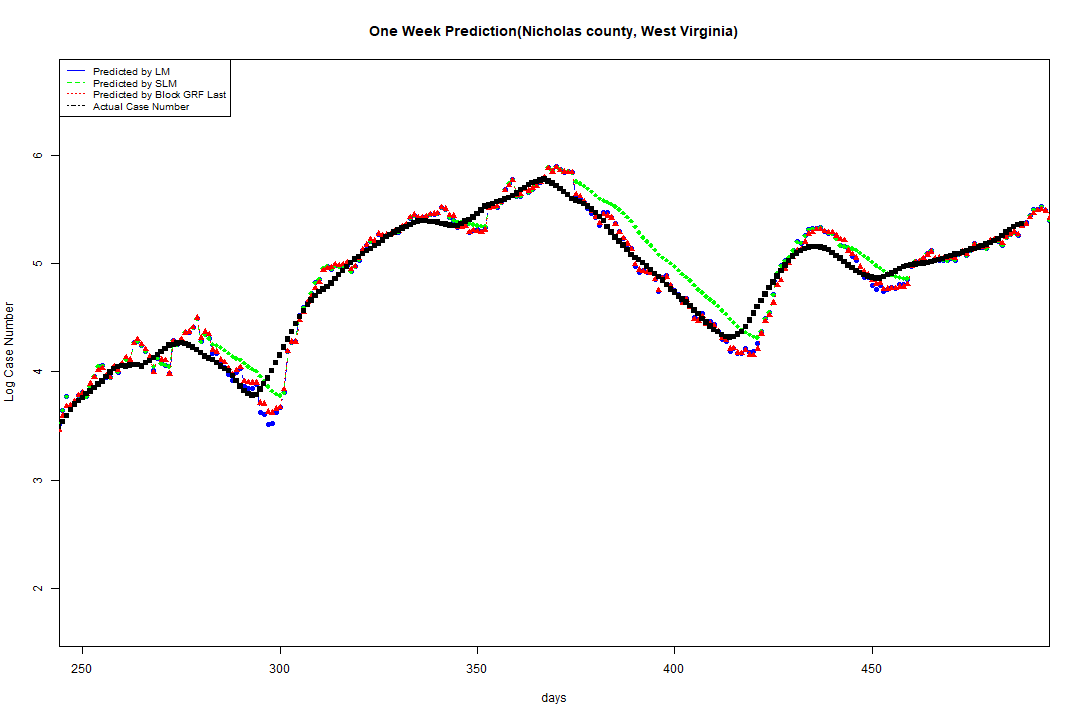 One Week Prediction(Nicholas county, West Virginia)
Predicted by LM
Predicted by SLM
Predicted by Block GRF Last
Actual Case Number
6
5
4
3
2
Log Case Number
250 300 350 400 450
days